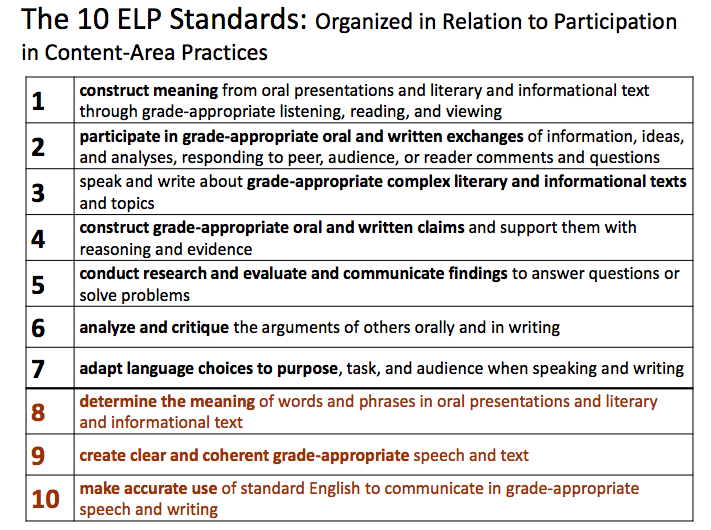 The 10 ELP Standards: Organized in Relation to Participation
in Content-Area Practices
1
construct meaning from oral presentations and literary and informational text
through grade-appropriate listening, reading, and viewing
2
participate in grade-appropriate oral and written exchanges of information, ideas,
and analyses, responding to peer, audience, or reader comments and questions
3
speak and write about grade-appropriate complex literary and informational texts
and topics
4
construct grade-appropriate oral and written claims and support them with
reasoning and evidence
5
conduct research and evaluate and communicate findings to answer questions or
solve problems
6
analyze and critique the arguments of others orally and in writing
7
adapt language choices to purpose, task, and audience when speaking and writing
8
determine the meaning of words and phrases in oral presentations and literary
and informational text
9
create clear and coherent grade-appropriate speech and text
10
make accurate use of standard English to communicate in grade-appropriate
speech and writing